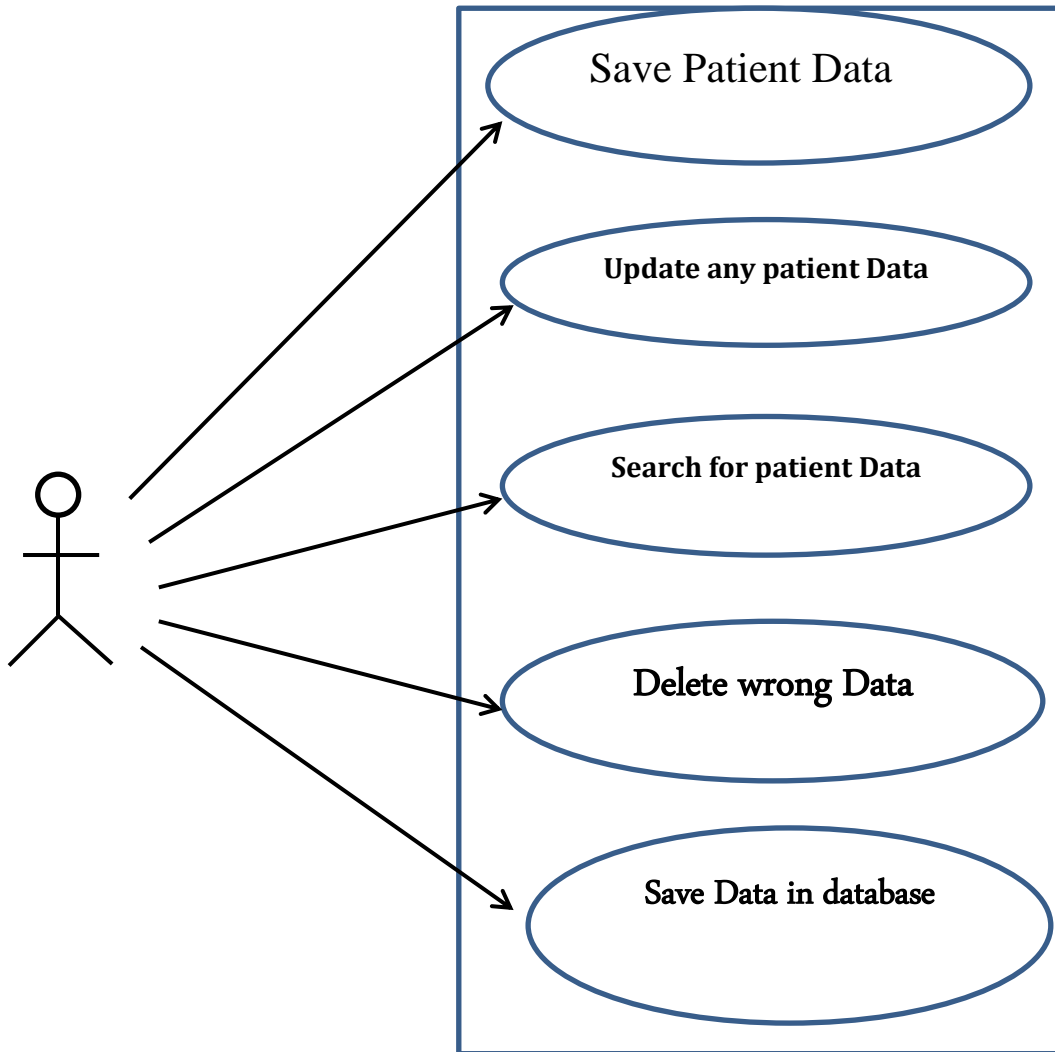 Save Patient Data
Update any patient Data
Search for patient Data
Delete wrong Data
Save Data in database